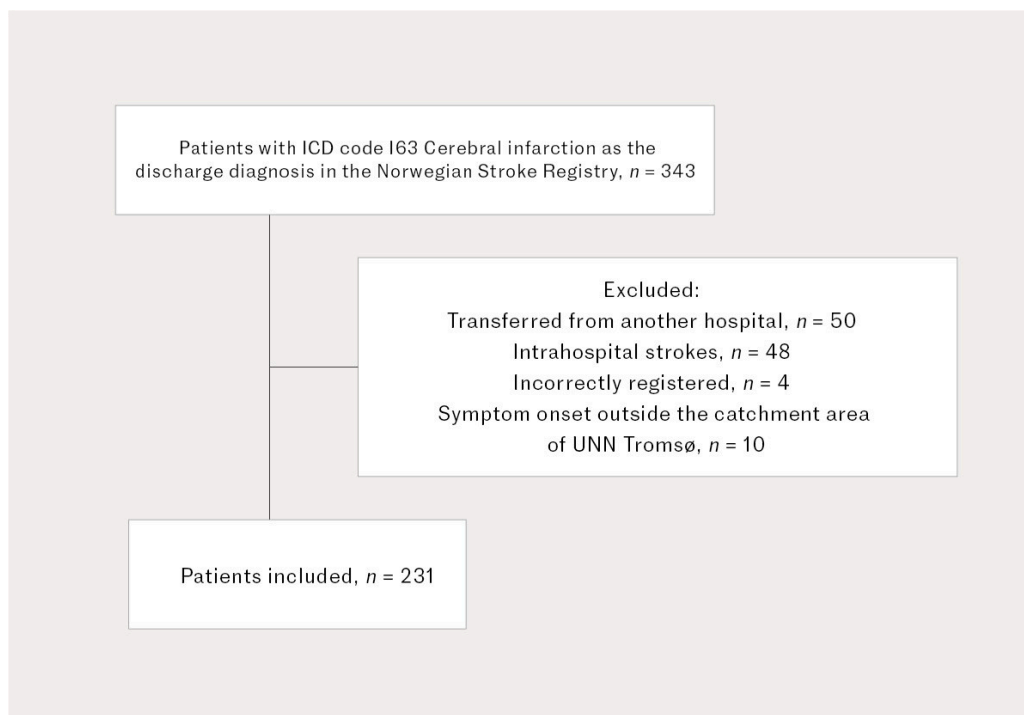 Patients with ICD code I63 Cerebral infarction as the
discharge diagnosis in the Norwegian Stroke Registry, n = 343
Excluded:
Transferred from another hospital, n = 50
Intrahospital strokes, n = 48
Incorrectly registered, n = 4
Symptom onset outside the catchment area
of UNN Tromsø, n = 10
Patients included, n = 231